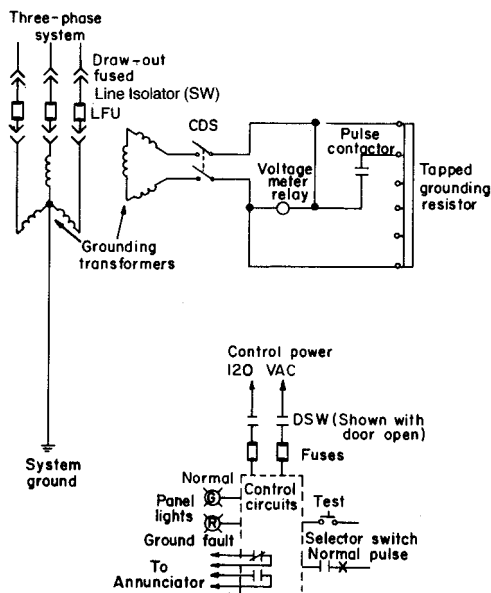 Three-phase
system
Draw-out
fused
Line Isolator (SW)
LFU
CDS
Pulse
contactor
Voltage
meter
relay
Tapped
grounding
resistor
Grounding
transformers
System
ground
Control power
120 VAC
DSW (Shown with
door open)
Fuses
Control
circuits
Normal
G
Panel
lights
R
Ground fault
To
Annunciator
Test
Selector switch
Normal pulse